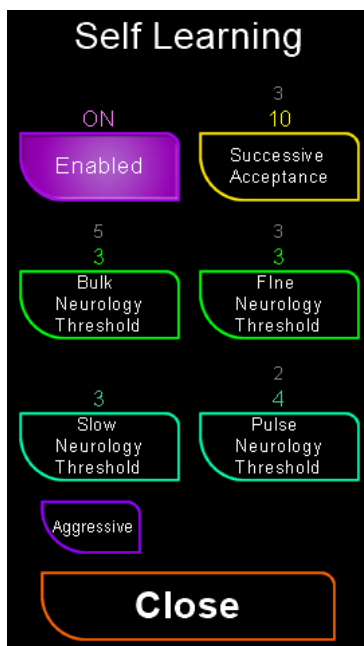 Self Learning
3
ON 10
Enabled
Successive
Acceptance
5 3
3 3
Bulk
Neurology
Threshold
FIne
Neurology
Threshold
2
3 4
Slow
Neurology
Threshold
Pulse
Neurology
Threshold
Aggressive
Close